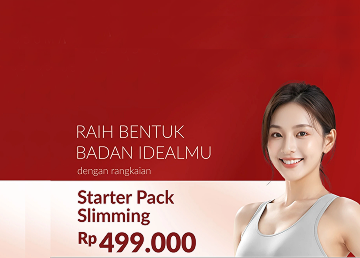 RAIH BENTUK
BADAN IDEALMU
dengan rangkaian
Starter Pack
Slimming
Rp 499.000